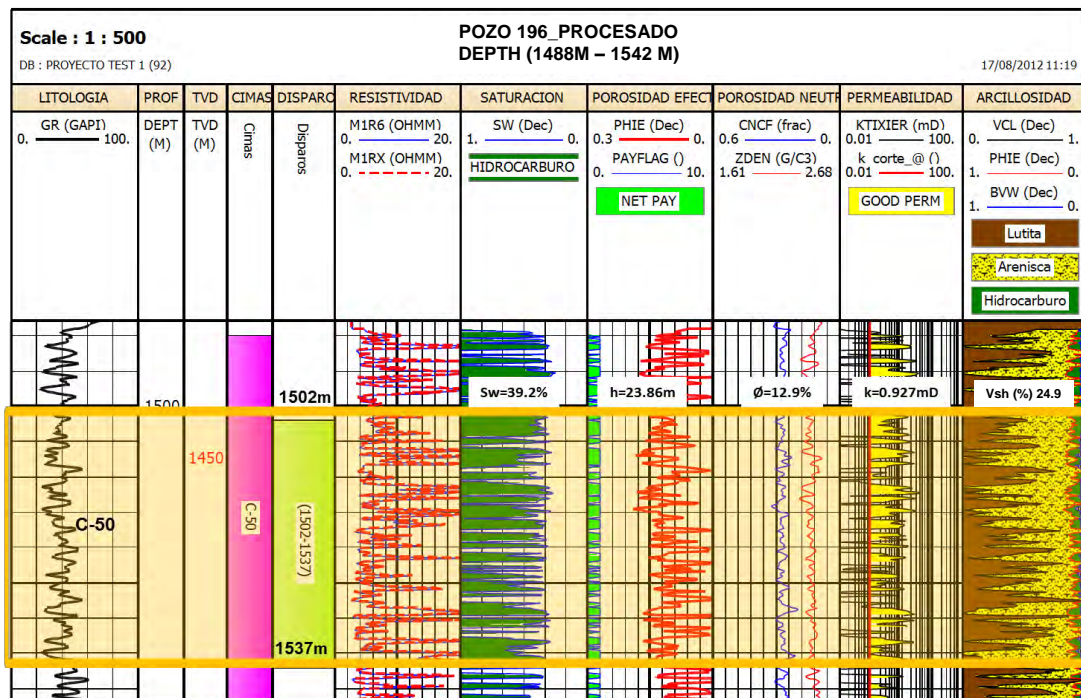 Scale : 1 : 500
DB : PROYECTO TEST 1 (92)
POZO 196_PROCESADO
DEPTH (1488M – 1542 M)
17/08/2012 11:19
LITOLOGIA PROF TVD CIMAS DISPARO RESISTIVIDAD SATURACION POROSIDAD EFECT POROSIDAD NEUTR PERMEABILIDAD ARCILLOSIDAD
GR (GAPI)
0. 100.
DEPT
(M)
TVD
(M)
Cimas
Disparos
M1R6 (OHMM)
0. 20.
M1RX (OHMM)
0. 20.
SW (Dec)
1. 0.
HIDROCARBURO
PHIE (Dec)
0.3 0.
PAYFLAG ()
0. 10.
NET PAY
CNCF (frac)
0.6 0.
ZDEN (G/C3)
1.61 2.68
KTIXIER (mD)
0.01 100.
k_corte_@ ()
0.01 100.
GOOD PERM
VCL (Dec)
0. 1.
PHIE (Dec)
1. 0.
BVW (Dec)
1. 0.
Lutita
Arenisca
Hidrocarburo
1500
1502m
Sw=39.2%
h=23.86m
Ø=12.9%
k=0.927mD
Vsh (%) 24.9
1450
C-50
C-50
(1502-1537)
1537m